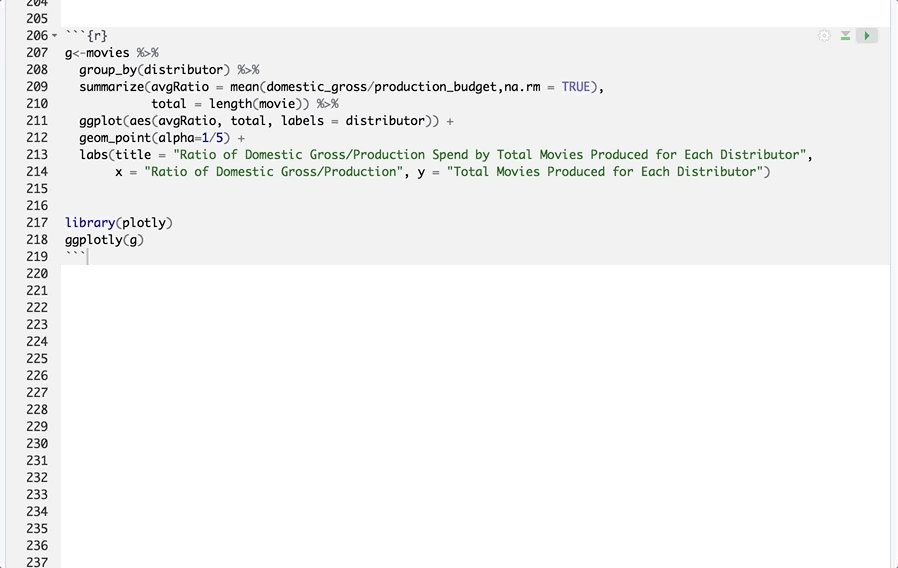 204
205
206 ```{r}
207 g<-movies %>%
208   group_by(distributor) %>%
209   summarize(avgRatio = mean(domestic_gross/production_budget,na.rm = TRUE),
210             total = length(movie)) %>%
211   ggplot(aes(avgRatio, total, labels = distributor)) +
212   geom_point(alpha=1/5) +
213   labs(title = "Ratio of Domestic Gross/Production Spend by Total Movies Produced for Each Distributor",
214        x = "Ratio of Domestic Gross/Production", y = "Total Movies Produced for Each Distributor")
215
216
217 library(plotly)
218 ggplotly(g)
219 ```
220
221
222
223
224
225
226
227
228
229
230
231
232
233
234
235
236
237